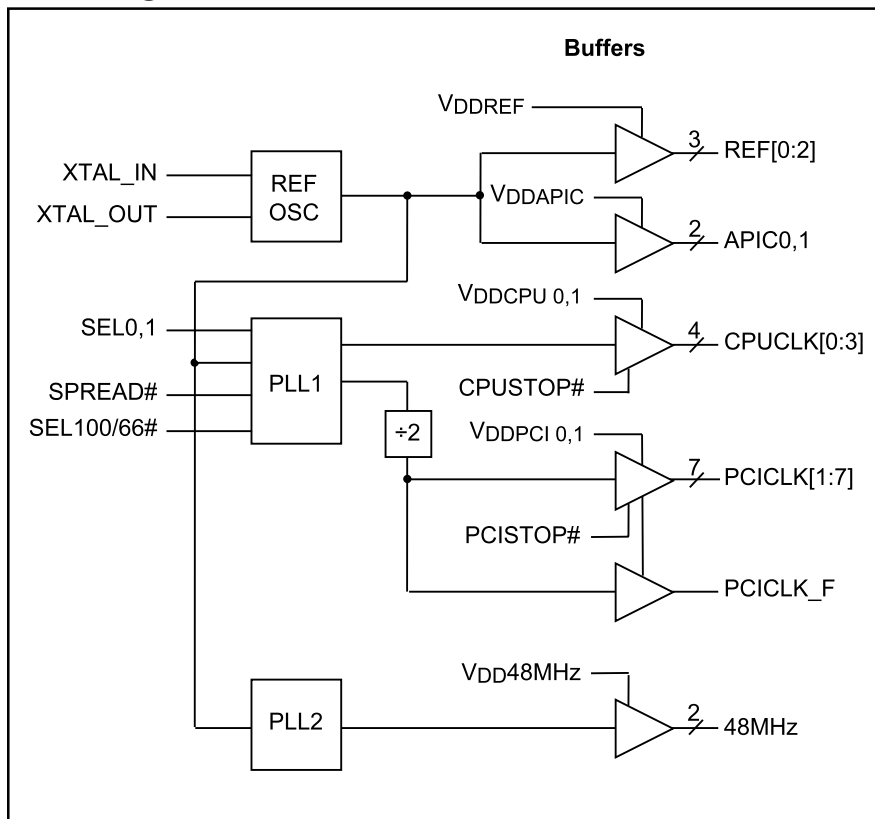 Buffers
VDDREF
3
REF[0:2]
XTAL_IN
XTAL_OUT
REF
OSC
VDDAPIC
2
APIC0,1
VDDCPU 0,1
SEL0,1
4
CPUCLK[0:3]
PLL1
SPREAD#
CPUSTOP#
SEL100/66#
÷2
VDDPCI 0,1
7
PCICLK[1:7]
PCISTOP#
PCICLK_F
VDD48MHz
PLL2
2
48MHz